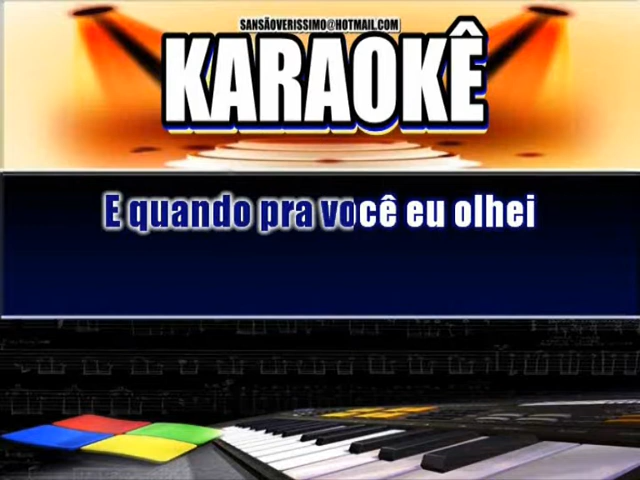 SANSÃOVERISSIMO@HOTMAIL.COM
KARAOKÊ
E quando pra você eu olhei